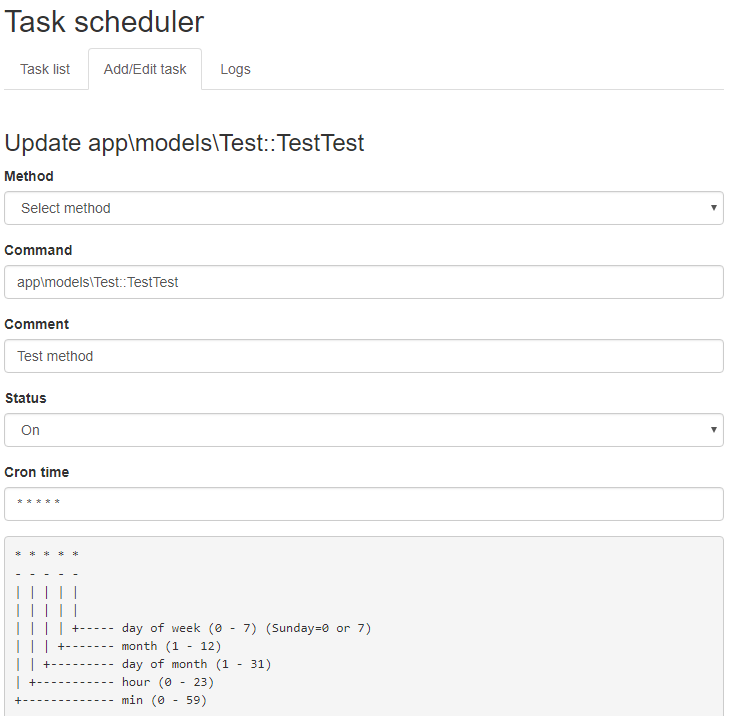 Task scheduler
Task list Add/Edit task Logs
Update app\models\Test::TestTest
Method
Select method
Command
app\models\Test::TestTest
Comment
Test method
Status
On
Cron time
* * * * *
* * * * *
- - - - -
| | | | |
| | | | |
| | | | +----- day of week (0 - 7) (Sunday=0 or 7)
| | | +------- month (1 - 12)
| | +--------- day of month (1 - 31)
| +----------- hour (0 - 23)
+------------- min (0 - 59)